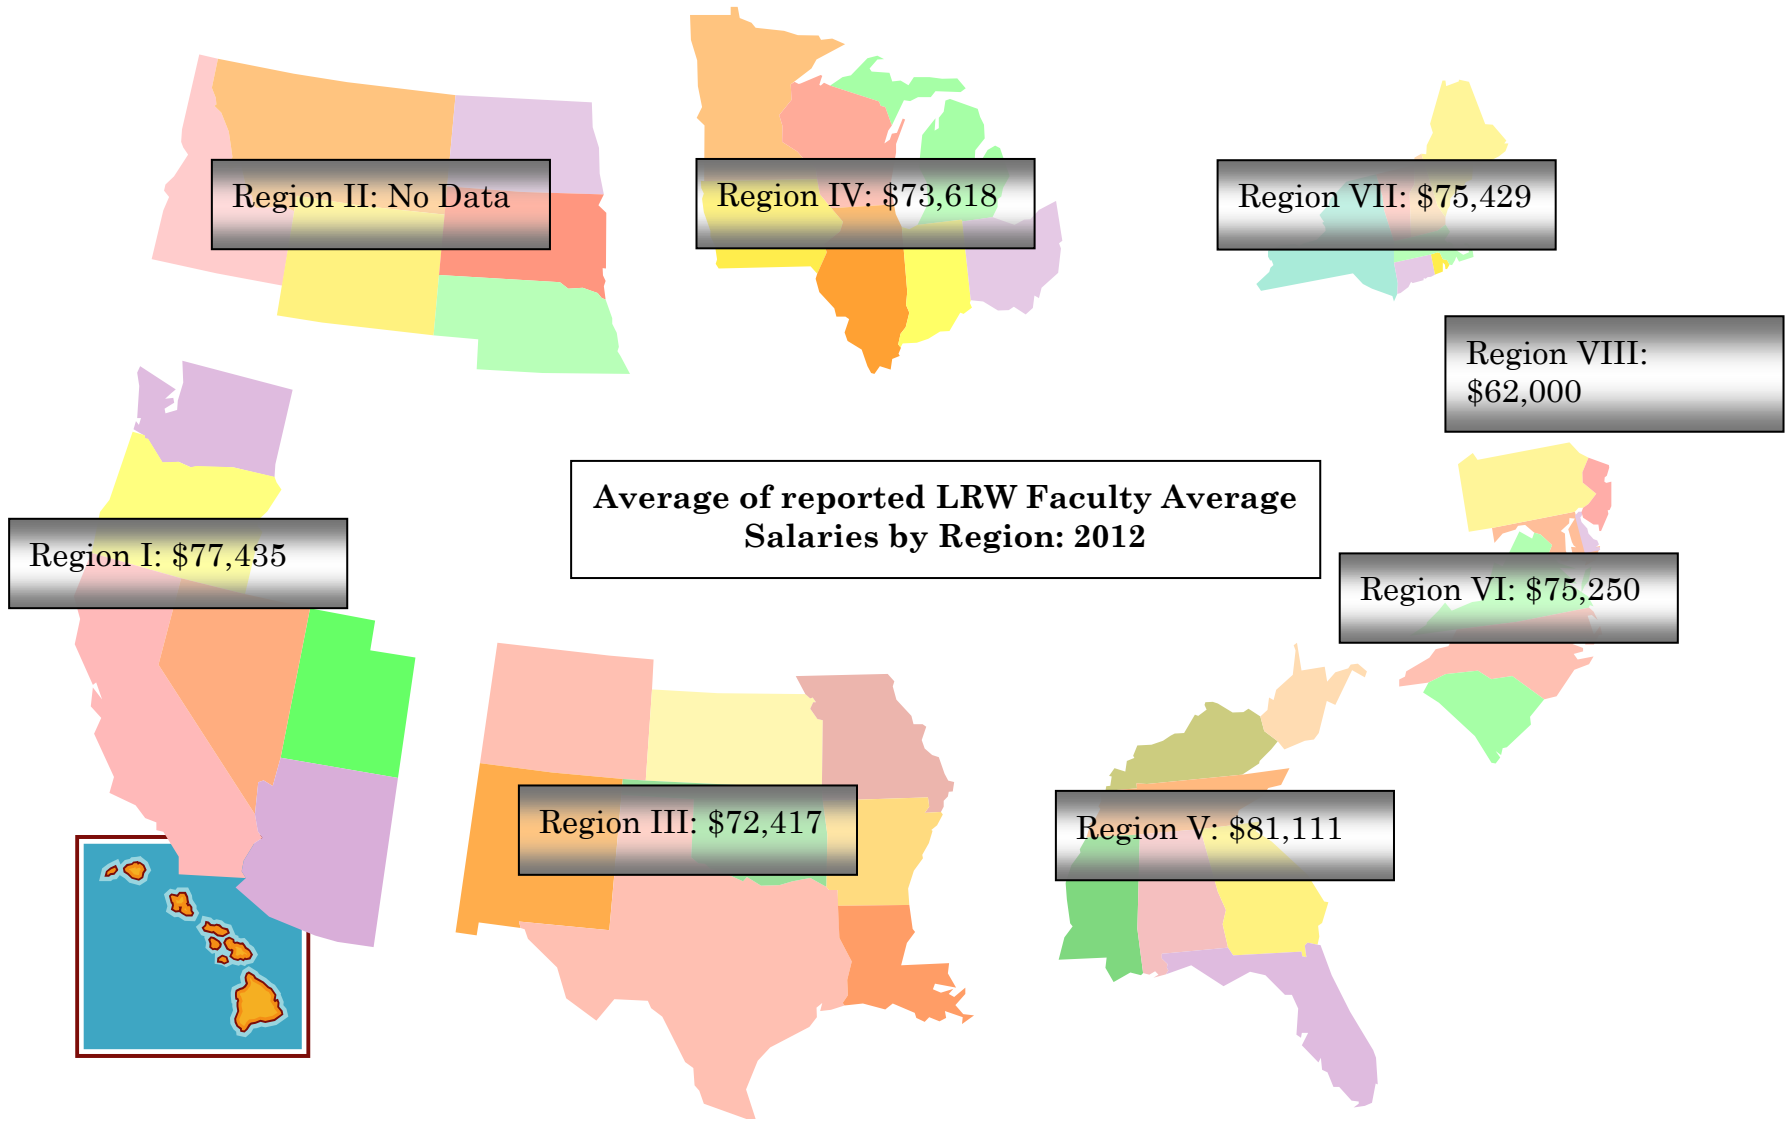 Region II: No Data
Region IV: $73,618
Region VII: $75,429
Region VIII:
$62,000
Average of reported LRW Faculty Average
Salaries by Region: 2012
Region I: $77,435
Region VI: $75,250
Region III: $72,417
Region V: $81,111